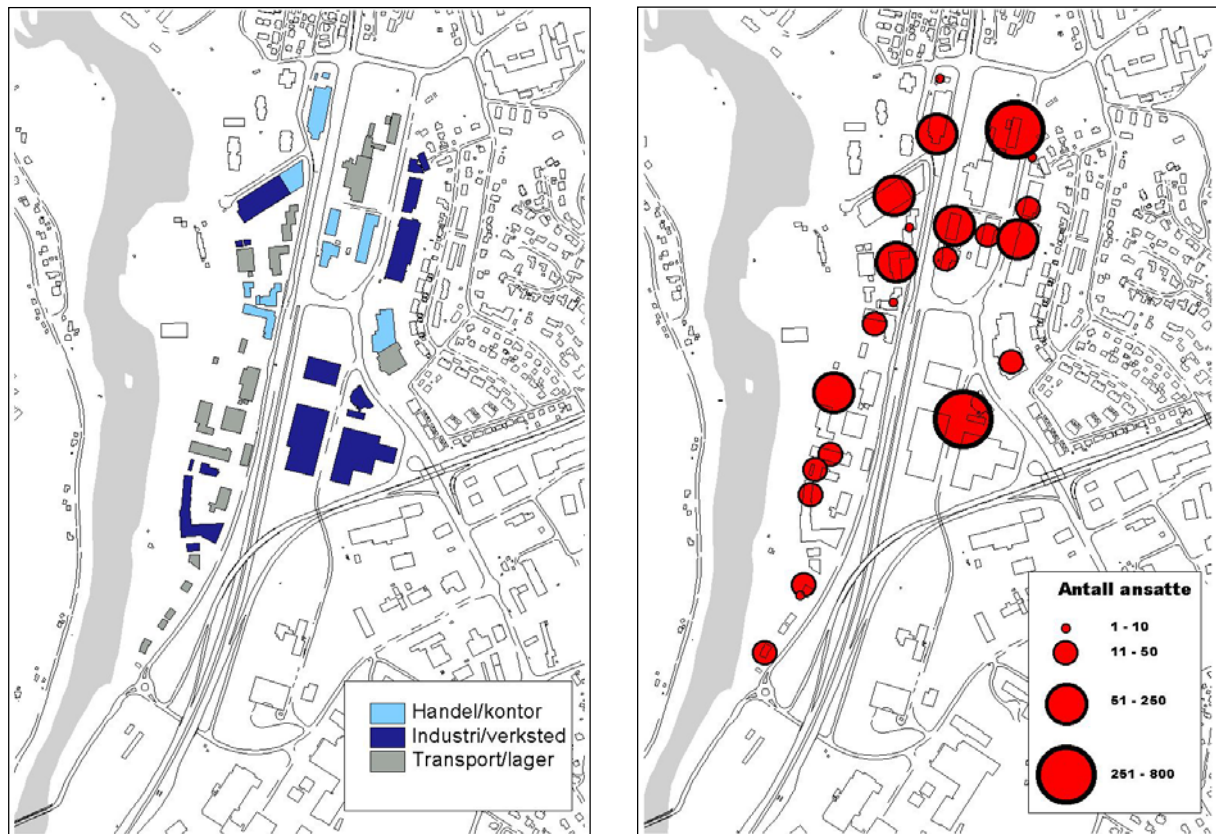 Handel/kontor
Industri/verksted
Transport/lager
Antall ansatte
1 - 10
11 - 50
51 - 250
251 - 800